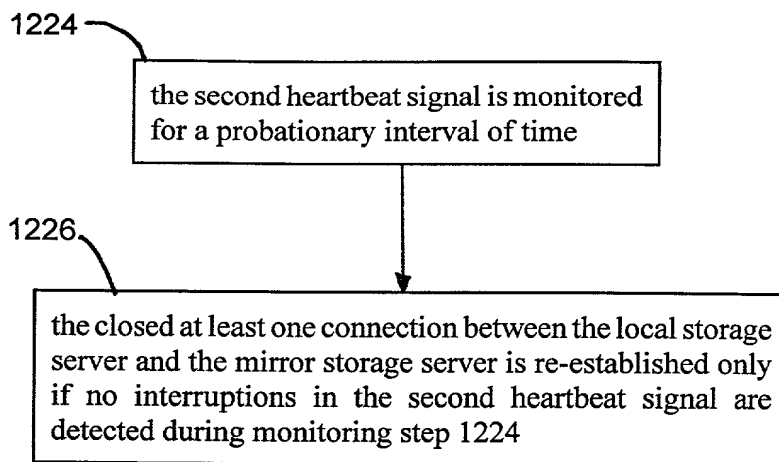 1224
the second heartbeat signal is monitored
for a probationary interval of time
1226
the closed at least one connection between the local storage
server and the mirror storage server is re-established only
if no interruptions in the second heartbeat signal are
detected during monitoring step 1224